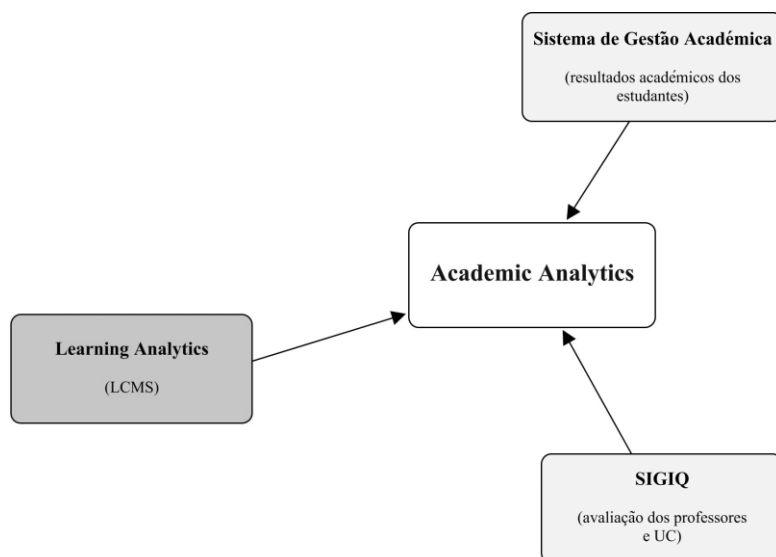 Sistema de Gestão Académica
(resultados académicos dos
estudantes)
Academic Analytics
Learning Analytics
(LCMS)
SIGIQ
(avaliação dos professores
e UC)